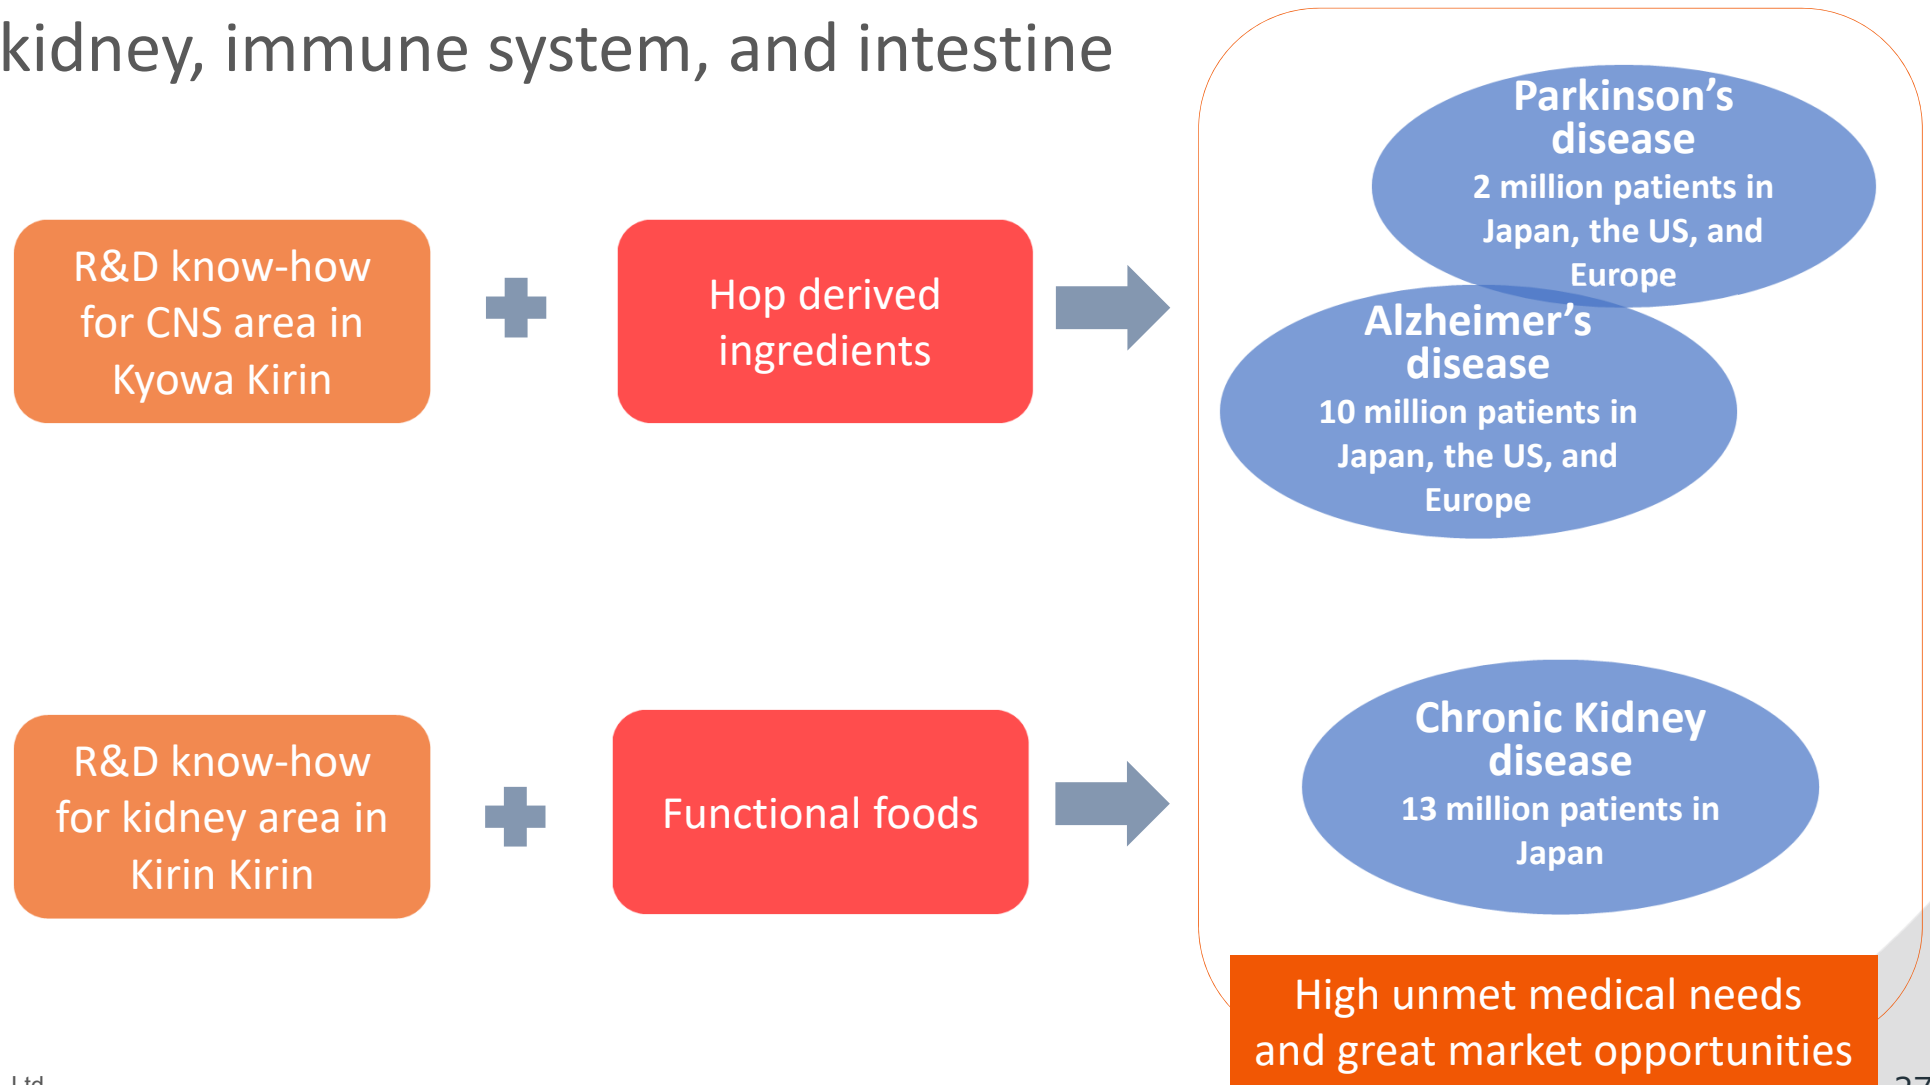 kidney, immune system, and intestine
R&D know-how
for CNS area in
Kyowa Kirin
Hop derived
ingredients
Parkinson’s
disease
2 million patients in
Japan, the US, and
Europe
Alzheimer’s
disease
10 million patients in
Japan, the US, and
Europe
R&D know-how
for kidney area in
Kirin Kirin
Functional foods
Chronic Kidney
disease
13 million patients in
Japan
High unmet medical needs
and great market opportunities
Ltd